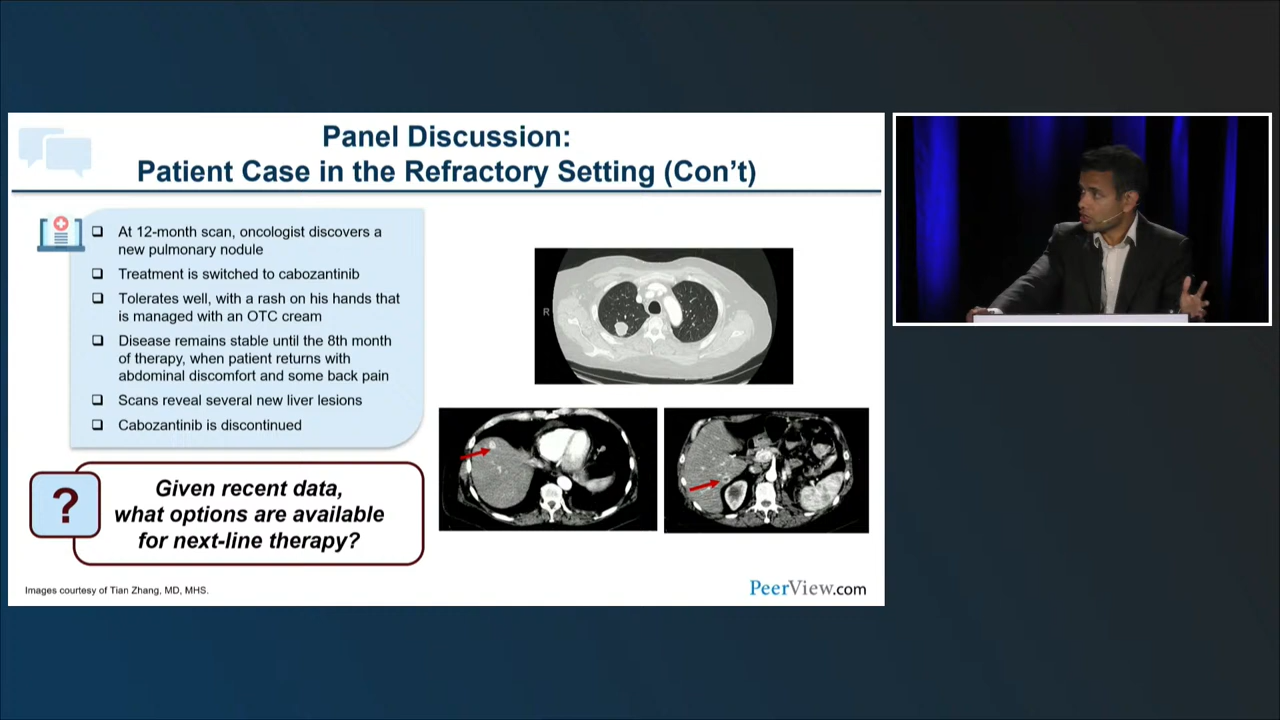 Panel Discussion:
Patient Case in the Refractory Setting (Con’t)
❑ At 12-month scan, oncologist discovers a
new pulmonary nodule
❑ Treatment is switched to cabozantinib
❑ Tolerates well, with a rash on his hands that
is managed with an OTC cream
❑ Disease remains stable until the 8th month
of therapy, when patient returns with
abdominal discomfort and some back pain
❑ Scans reveal several new liver lesions
❑ Cabozantinib is discontinued
R
?
Given recent data,
what options are available
for next-line therapy?
Images courtesy of Tian Zhang, MD, MHS.
PeerView.com